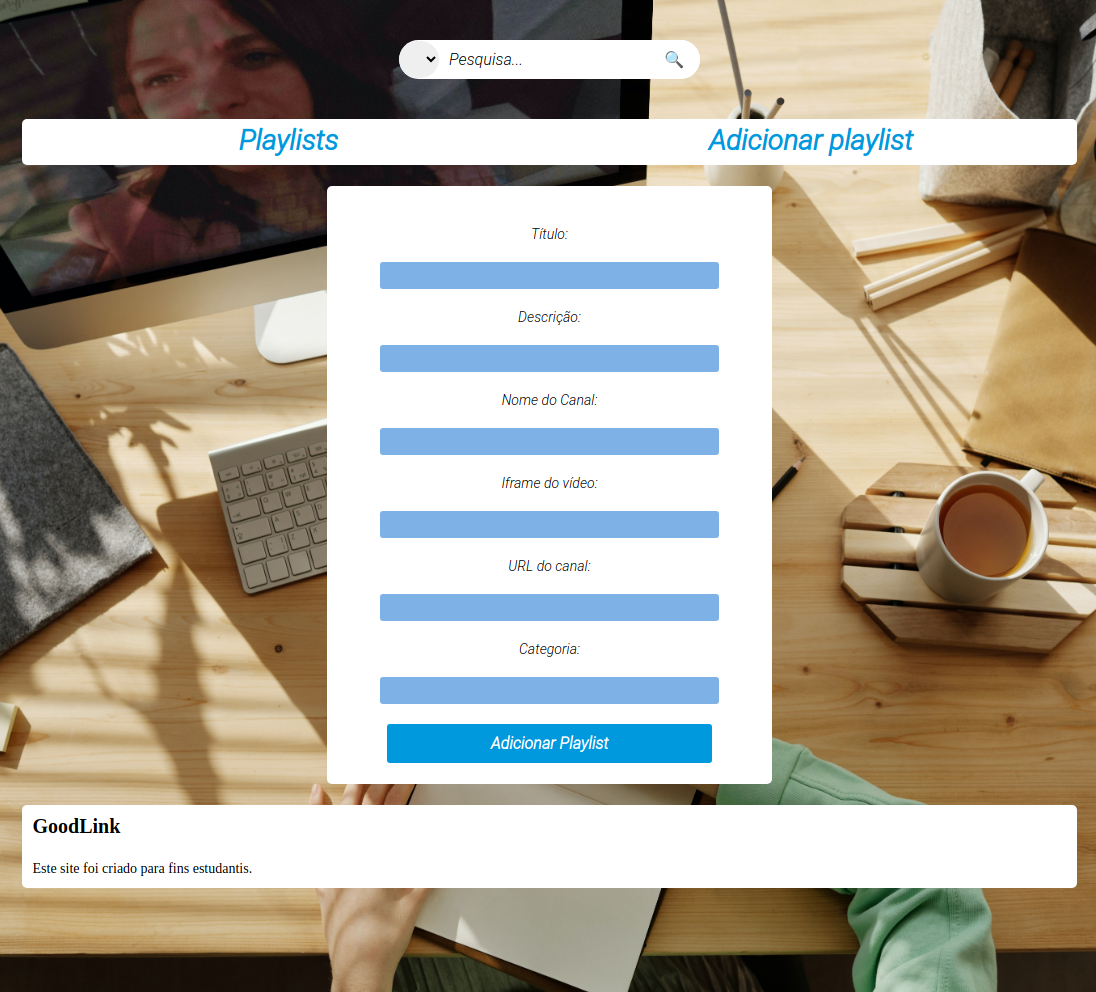 Pesquisa...
Playlists
Adicionar playlist
Título:
Descrição:
Nome do Canal:
Iframe do vídeo:
URL do canal:
Categoria:
Adicionar Playlist
GoodLink
Este site foi criado para fins estudantis.